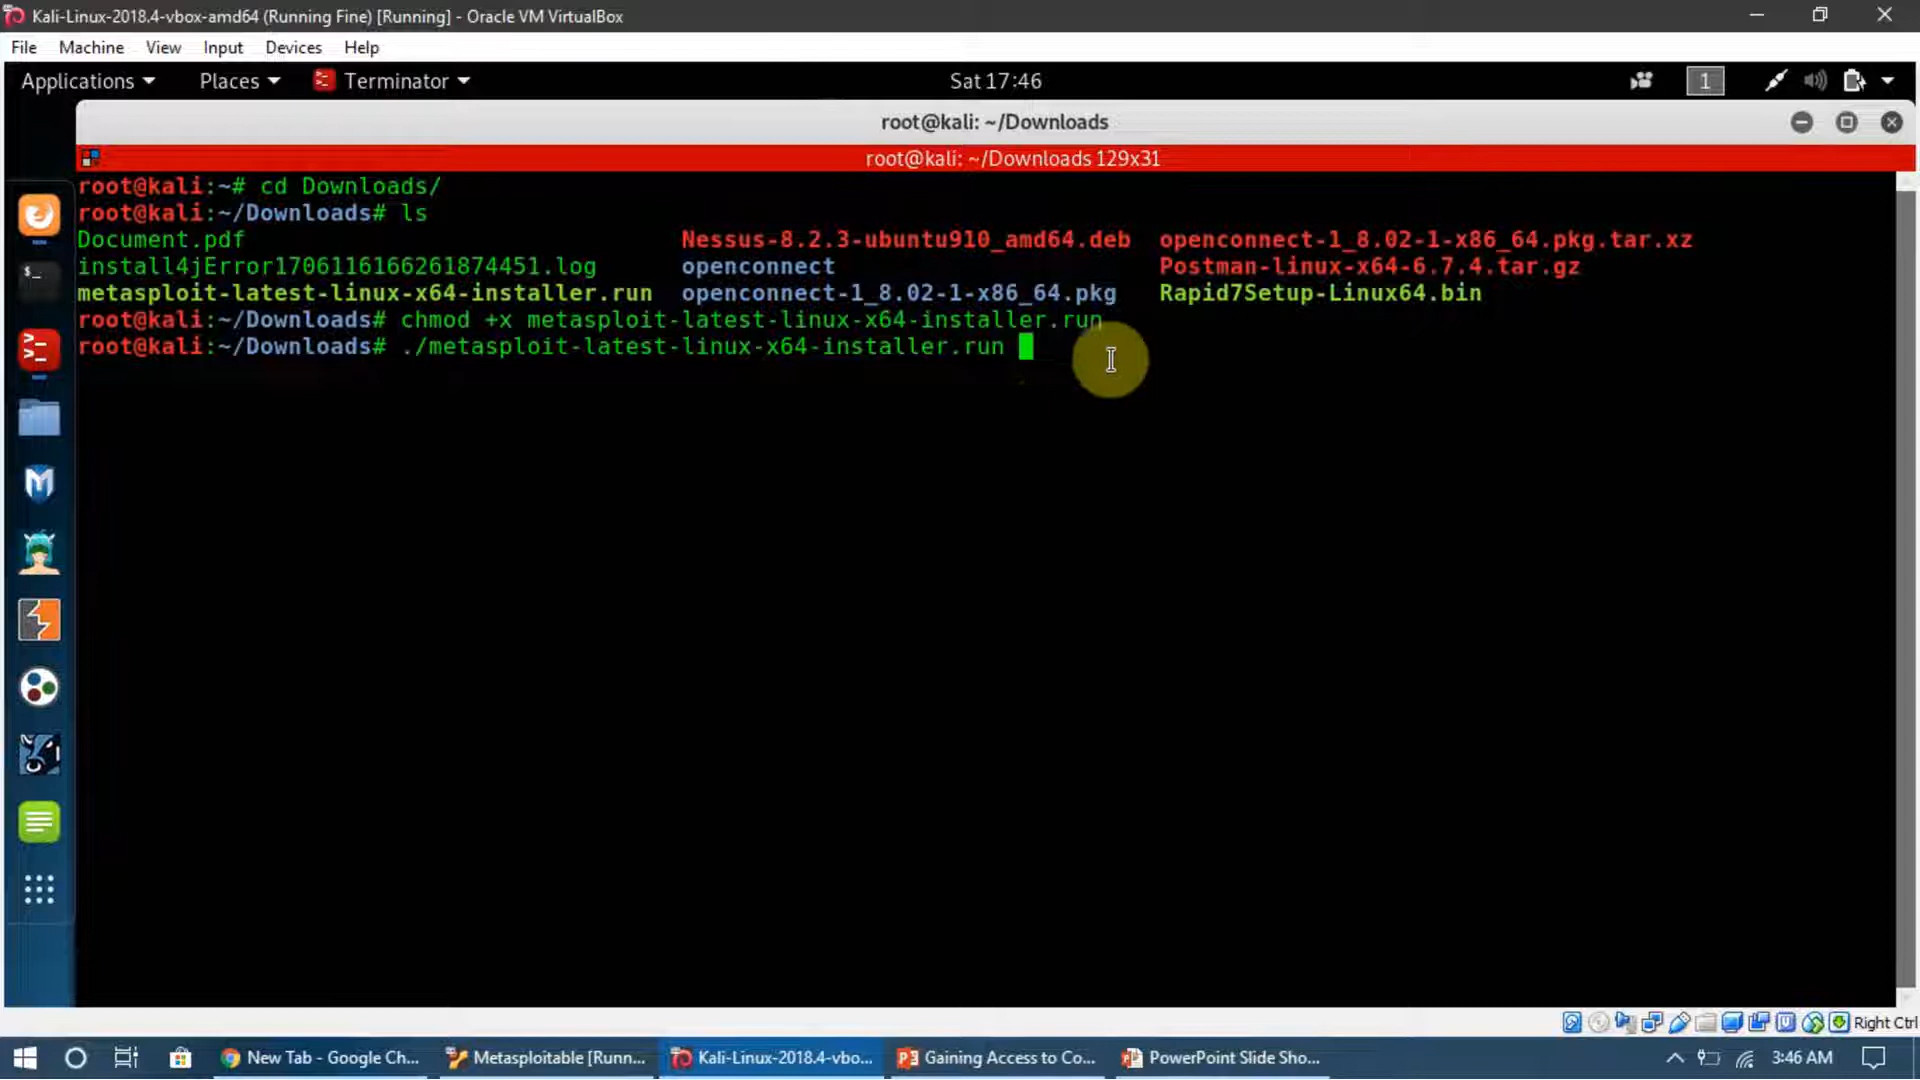 Kali-Linux-2018.4-vbox-amd64 (Running Fine) [Running] - Oracle VM VirtualBox
File Machine View Input Devices Help
Applications Places Terminator Sat 17:46 1
root@kali: ~/Downloads
root@kali: ~/Downloads 129x31
root@kali:~# cd Downloads/
root@kali:~/Downloads# ls
Document.pdf Nessus-8.2.3-ubuntu910_amd64.deb openconnect-1_8.02-1-x86_64.pkg.tar.xz
install4jError1706116166261874451.log openconnect Postman-linux-x64-6.7.4.tar.gz
metasploit-latest-linux-x64-installer.run openconnect-1_8.02-1-x86_64.pkg Rapid7Setup-Linux64.bin
root@kali:~/Downloads# chmod +x metasploit-latest-linux-x64-installer.run
root@kali:~/Downloads# ./metasploit-latest-linux-x64-installer.run
Right Ctrl
New Tab - Google Ch... Metasploitable [Runn... Kali-Linux-2018.4-vbo... Gaining Access to Co... PowerPoint Slide Sho... 3:46 AM